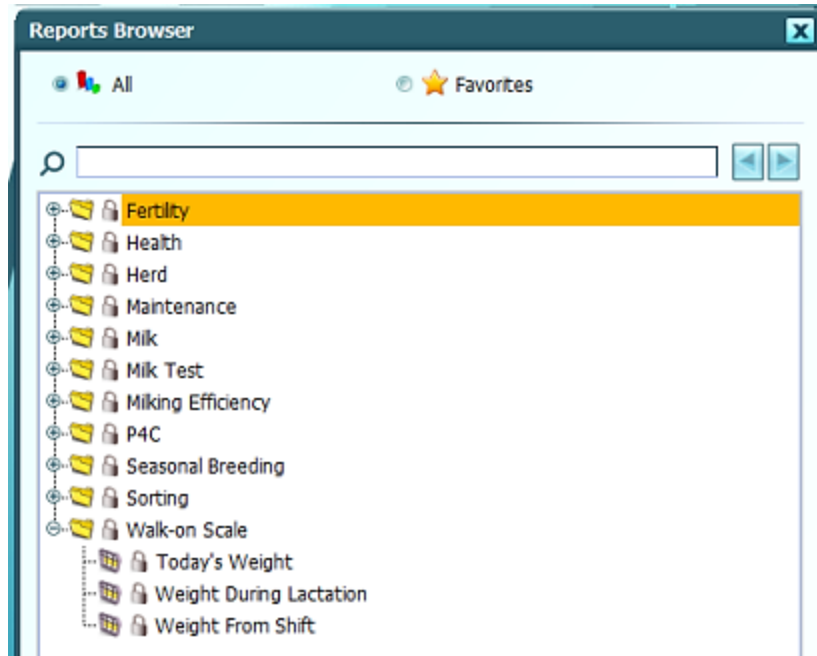 Reports Browser
All
Favorites
Fertility
Health
Herd
Maintenance
Milk
Milk Test
Milking Efficiency
P4C
Seasonal Breeding
Sorting
Walk-on Scale
Today's Weight
Weight During Lactation
Weight From Shift